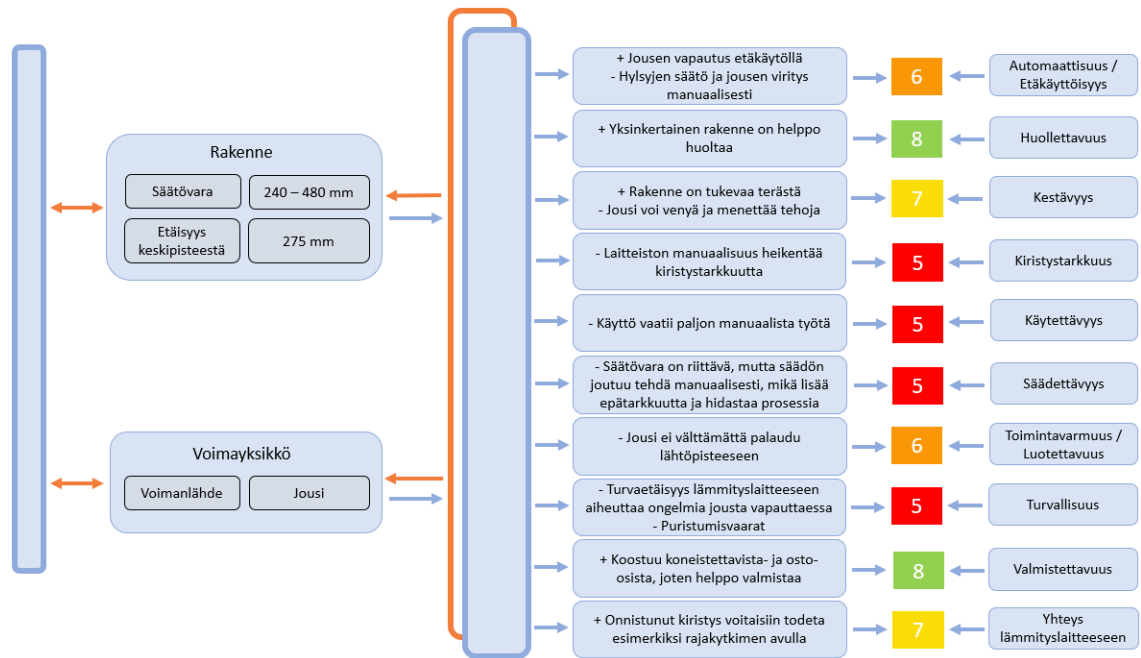 Rakenne
Säätövara
240 – 480 mm
Etäisyys
keskipisteestä
275 mm
Voimayksikkö
Voimanlähde
Jousi
+ Jousen vapautus etäkäytöllä
- Hylsyjen säätö ja jousen viritys
manuaalisesti
6
Automaattisuus /
Etäkäyttöisyys
+ Yksinkertainen rakenne on helppo
huoltaa
8
Huollettavuus
+ Rakenne on tukevaa terästä
- Jousi voi venyä ja menettää tehoja
7
Kestävyys
- Laitteiston manuaalisuus heikentää
kiristystarkkuutta
5
Kiristystarkkuus
- Käyttö vaatii paljon manuaalista työtä
5
Käytettävyys
- Säätövara on riittävä, mutta säädön
joutuu tehdä manuaalisesti, mikä lisää
epätarkkuutta ja hidastaa prosessia
5
Säädettävyys
- Jousi ei välttämättä palaudu
lähtöpisteeseen
6
Toimintavarmuus /
Luotettavuus
- Turvaetäisyys lämmityslaitteeseen
aiheuttaa ongelmia jousta vapauttaessa
- Puristumisvaarat
5
Turvallisuus
+ Koostuu koneistettavista- ja osto-
osista, joten helppo valmistaa
8
Valmistettavuus
+ Onnistunut kiristys voitaisiin todeta
esimerkiksi rajakytkimen avulla
7
Yhteys
lämmityslaitteeseen